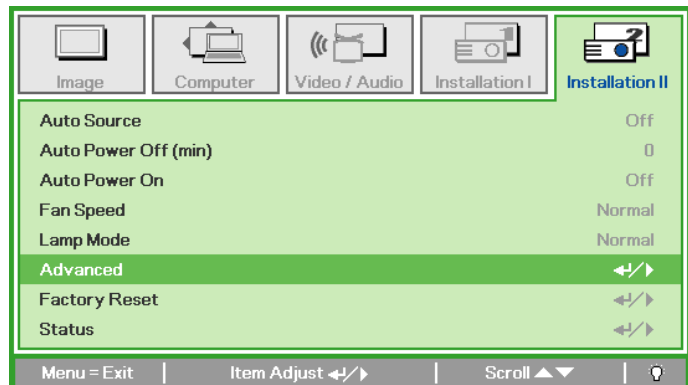 Image Computer Video / Audio Installation I Installation II
Auto Source Off
Auto Power Off (min) 0
Auto Power On Off
Fan Speed Normal
Lamp Mode Normal
Advanced ↵/▶
Factory Reset ↵/▶
Status ↵/▶
Menu = Exit Item Adjust ↵/▶ Scroll ▲▼